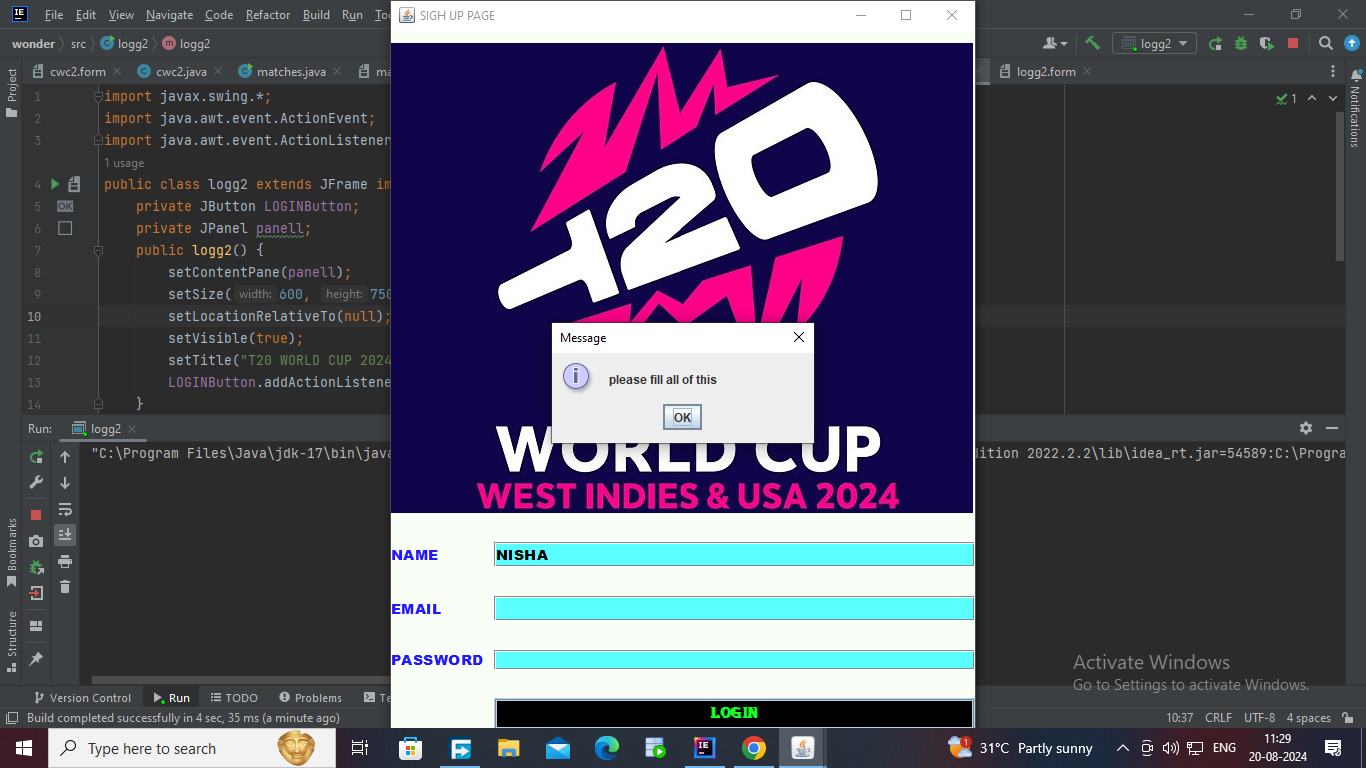 File Edit View Navigate Code Refactor Build Run
SIGH UP PAGE
wonder src logg2 logg2
logg2
Project
cwc2.form cwc2.java matches.java
logg2.form
Notifications
1 import javax.swing.*;
1
2 import java.awt.event.ActionEvent;
3 import java.awt.event.ActionListener
1 usage
4 public class logg2 extends JFrame
5 OK private JButton LOGINButton;
6 private JPanel panell;
7 public logg2() {
8 setContentPane(panell);
9 setSize( width: 600, height: 750
10 setLocationRelativeTo(null);
11 setVisible(true);
12 setTitle("T20 WORLD CUP 2024
13 LOGINButton.addActionListene
14 }
T20
WORLD CUP
WEST INDIES & USA 2024
Message
please fill all of this
OK
NAME NISHA
EMAIL
PASSWORD
LOGIN
Run: logg2
"C:\Program Files\Java\jdk-17\bin\java
dition 2022.2.2\lib\idea_rt.jar=54589:C:\Progra
Bookmarks
Structure
Activate Windows
Go to Settings to activate Windows.
Version Control Run TODO Problems
Build completed successfully in 4 sec, 35 ms (a minute ago)
10:37 CRLF UTF-8 4 spaces
Type here to search
1 31°C Partly sunny ENG 11:29
20-08-2024